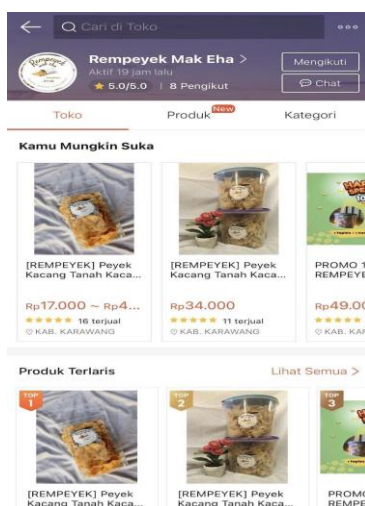 Cari di Toko
Rempeyek Mak Eha >
Mengikuti
Aktif 19 jam lalu
5.0/5.0 | 8 Pengikut
Chat
Toko
Produk
New
Kategori
Kamu Mungkin Suka
[REMPEYEK] Peyek
Kacang Tanah Kaca...
Rp17.000 ~ Rp4...
16 terjual
KAB. KARAWANG
[REMPEYEK] Peyek
Kacang Tanah Kaca...
Rp34.000
11 terjual
KAB. KARAWANG
PROMO 1
REMPEYE
Rp49.00
KAB. KAR
Produk Terlaris
Lihat Semua >
TOP
1
[REMPEYEK] Peyek
Kacang Tanah Kaca...
TOP
2
[REMPEYEK] Peyek
Kacang Tanah Kaca...
TOP
3
PROMO
REMPE